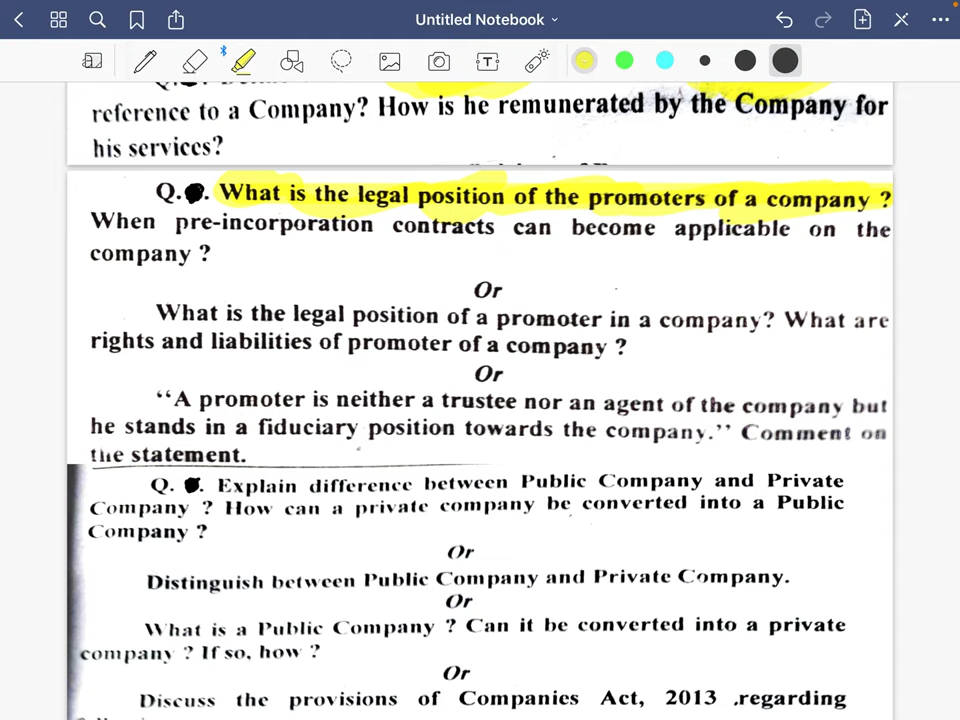 Untitled Notebook
reference to a Company? How is he remunerated by the Company for
his services?
Q. What is the legal position of the promoters of a company ?
When pre-incorporation contracts can become applicable on the
company ?
Or
What is the legal position of a promoter in a company? What are
rights and liabilities of promoter of a company ?
Or
‘‘A promoter is neither a trustee nor an agent of the company but
he stands in a fiduciary position towards the company.’’ Comment on
the statement.
Q. Explain difference between Public Company and Private
Company ? How can a private company be converted into a Public
Company ?
Or
Distinguish between Public Company and Private Company.
Or
What is a Public Company ? Can it be converted into a private
company ? If so, how ?
Or
Discuss the provisions of Companies Act, 2013 regarding